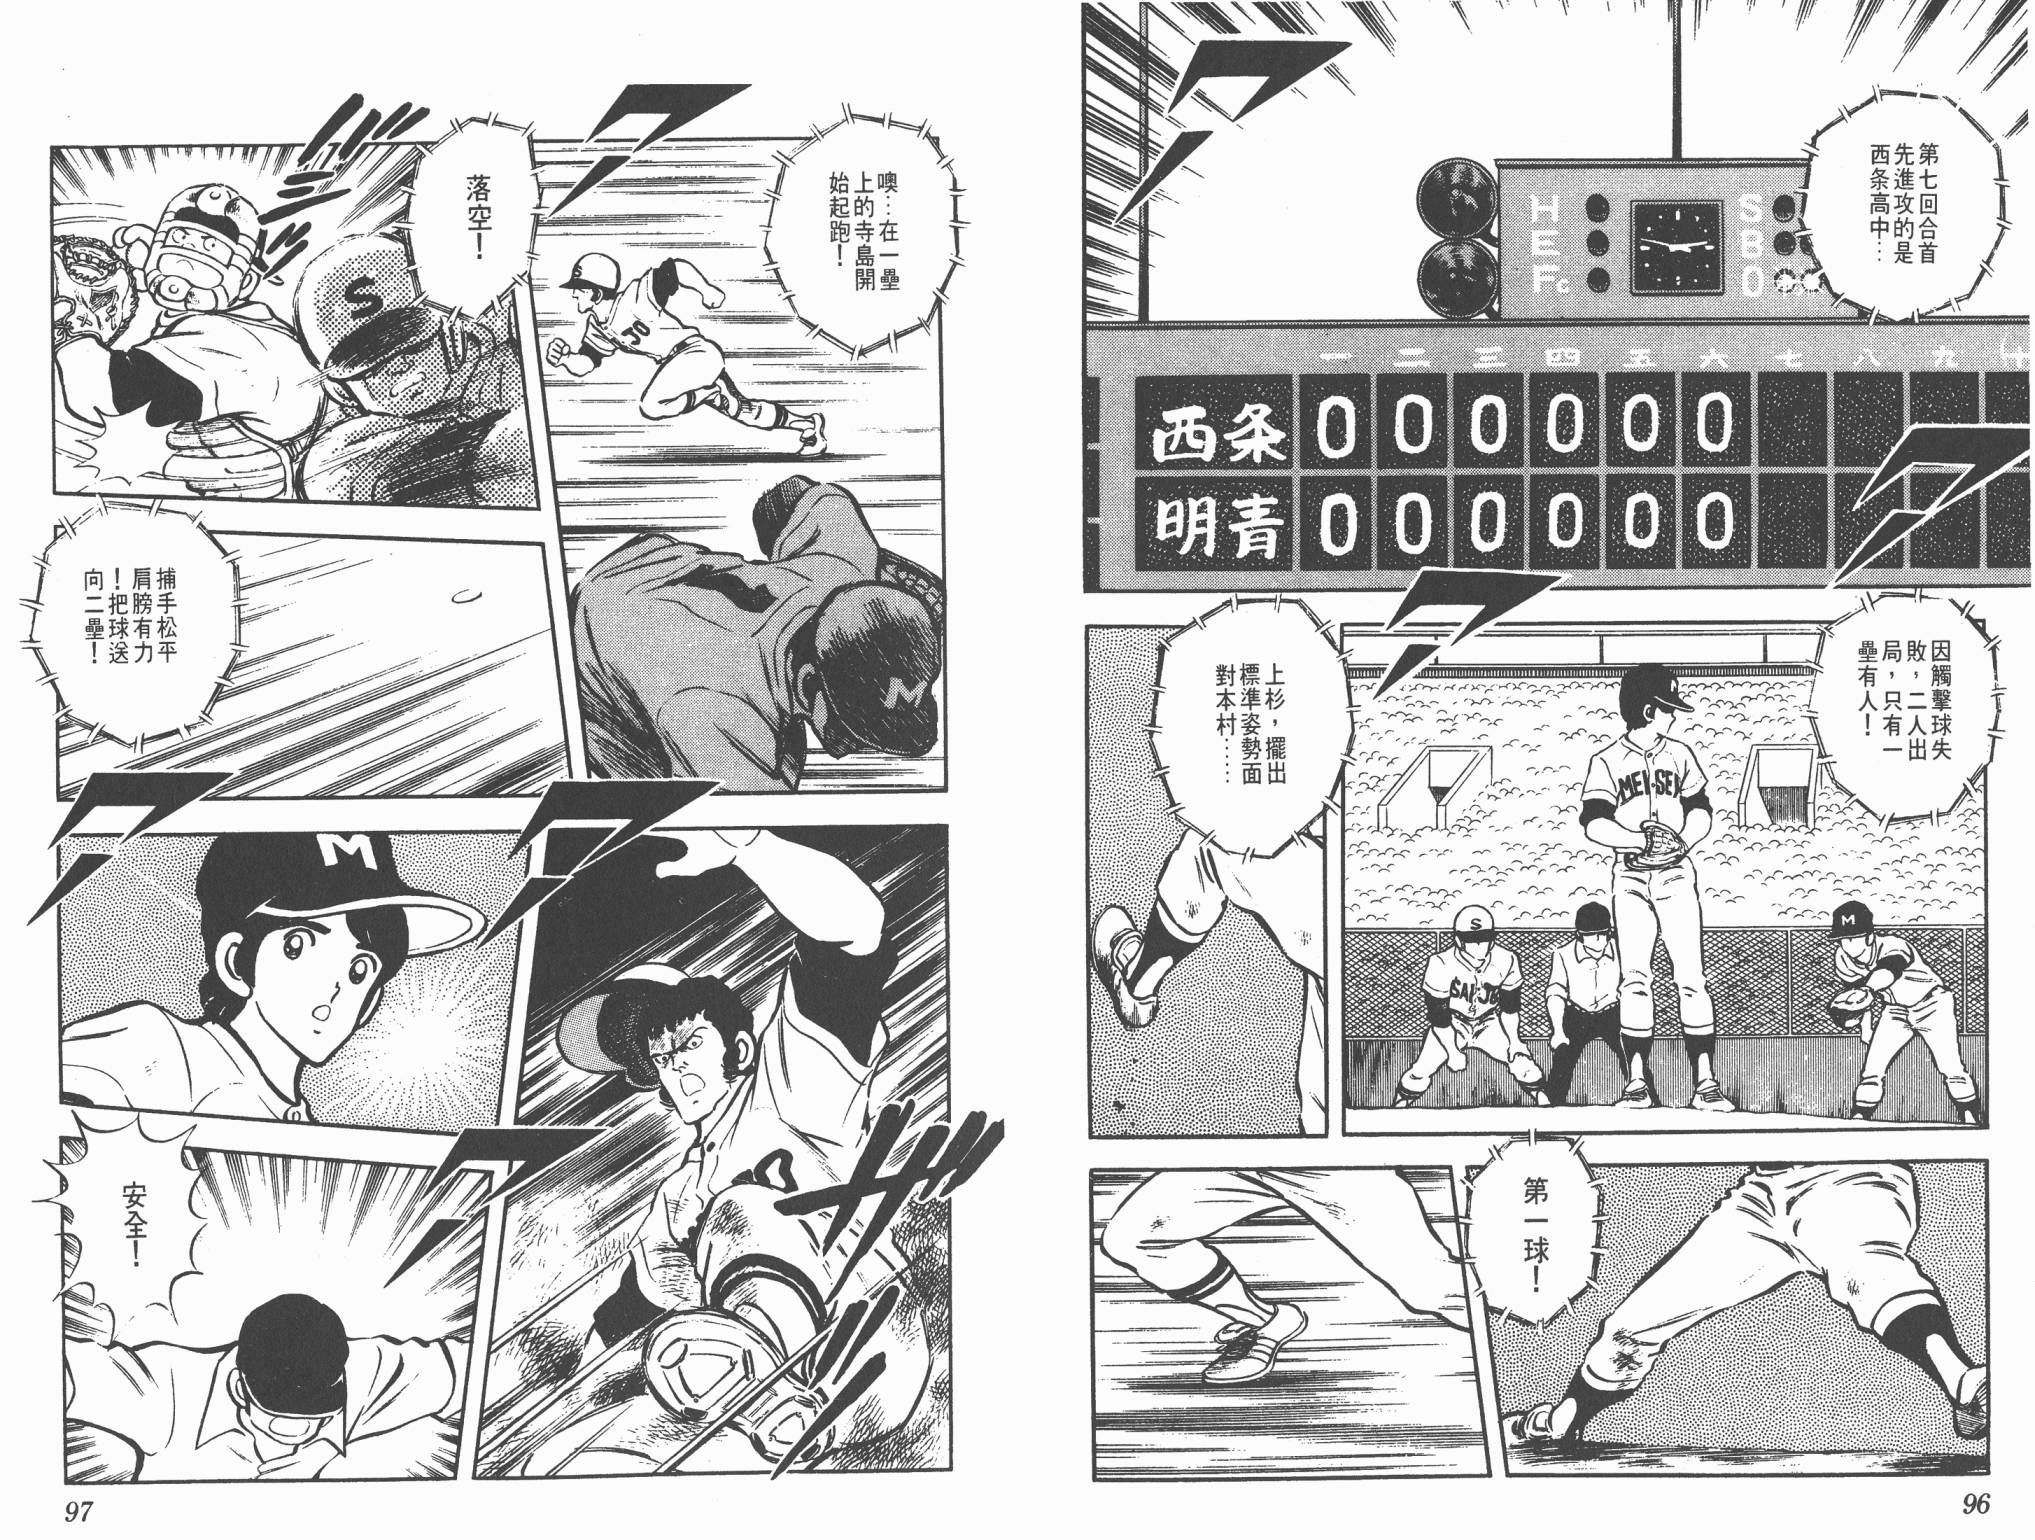 第七回合首
先進攻的是
西条高中…
H
E
Fc
S
B
O
一 二 三 四 五 六 七 八 九 十
西条 0 0 0 0 0 0
明青 0 0 0 0 0 0
因觸擊球失
敗，二人出
局，只有一
壘有人！
M
MEI·SEI
S
SAIJO
M
上杉，擺出
標準姿勢面
對本村……
第一球！
96
噢…在一壘
上的寺島開
始起跑！
S
M
落空！
S
捕手松平
肩膀有力
！把球送
向二壘！
M
安全！
97